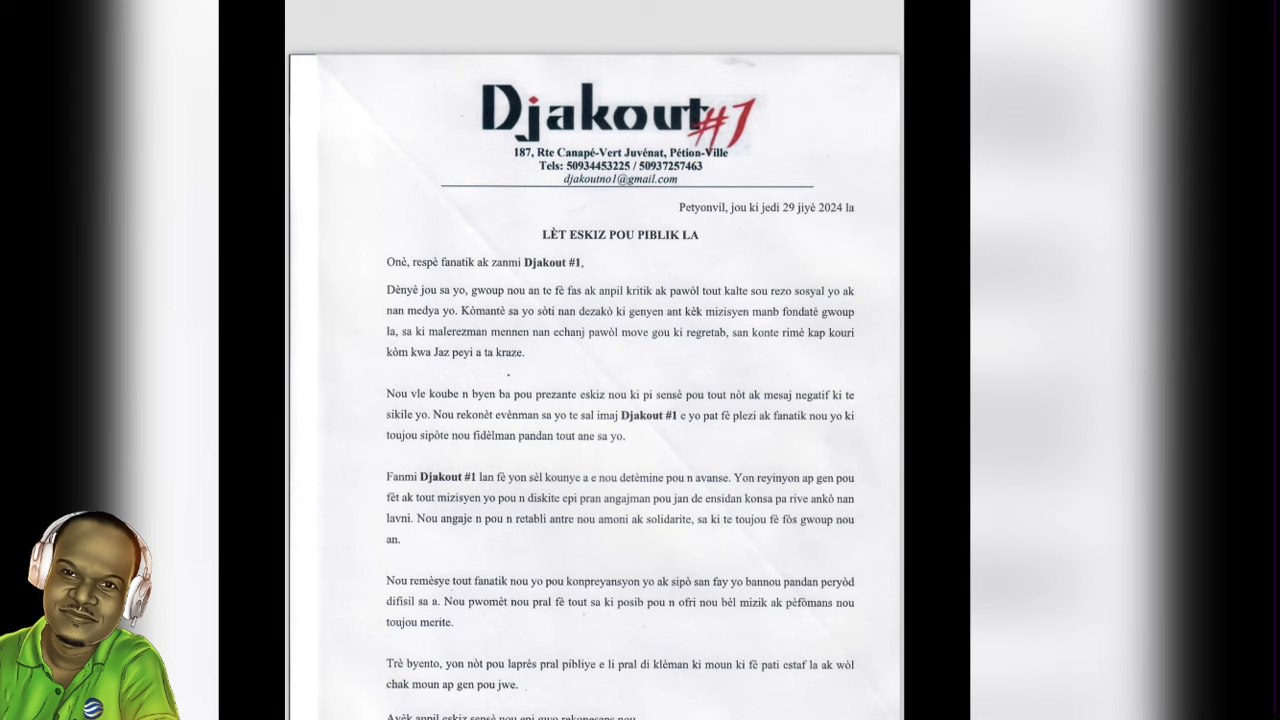 Djakout #1
187, Rte Canapé-Vert Juvénat, Pétion-Ville
Tels: 50934453225 / 50937257463
djakoutno1@gmail.com
Petyonvil, jou ki jedi 29 jiyè 2024 la
LÈT ESKIZ POU PIBLIK LA
Onè, respè fanatik ak zanmi Djakout #1,
Dènyè jou sa yo, gwoup nou an te fè fas ak anpil kritik ak pawòl tout kalte sou rezo sosyal yo ak
nan medya yo. Kòmantè sa yo sòti nan dezakò ki genyen ant kèk mizisyen manb fondatè gwoup
la, sa ki malerezman mennen nan echanj pawòl move gou ki regretab, san konte rimè kap kouri
kòm kwa Jaz peyi a ta kraze.
Nou vle koube n byen ba pou prezante eskiz nou ki pi sensè pou tout nòt ak mesaj negatif ki te
sikile yo. Nou rekonèt evènman sa yo te sal imaj Djakout #1 e yo pat fè plezi ak fanatik nou yo ki
toujou sipòte nou fidèlman pandan tout ane sa yo.
Fanmi Djakout #1 lan fè yon sèl kounye a e nou detèmine pou n avanse. Yon reyinyon ap gen pou
fèt ak tout mizisyen yo pou n diskite epi pran angajman pou jan de ensidan konsa pa rive ankò nan
lavni. Nou angaje n pou n retabli antre nou amoni ak solidarite, sa ki te toujou fè fòs gwoup nou
an.
Nou remèsye tout fanatik nou yo pou konpreyansyon yo ak sipò san fay yo bannou pandan peryòd
difisil sa a. Nou pwomèt nou pral fè tout sa ki posib pou n ofri nou bèl mizik ak pèfòmans nou
toujou merite.
Trè byento, yon nòt pou laprès pral pibliye e li pral di klèman ki moun ki fè pati estaf la ak wòl
chak moun ap gen pou jwe.
Avèk anpil eskiz sensè nou epi gwo rekonesans nou